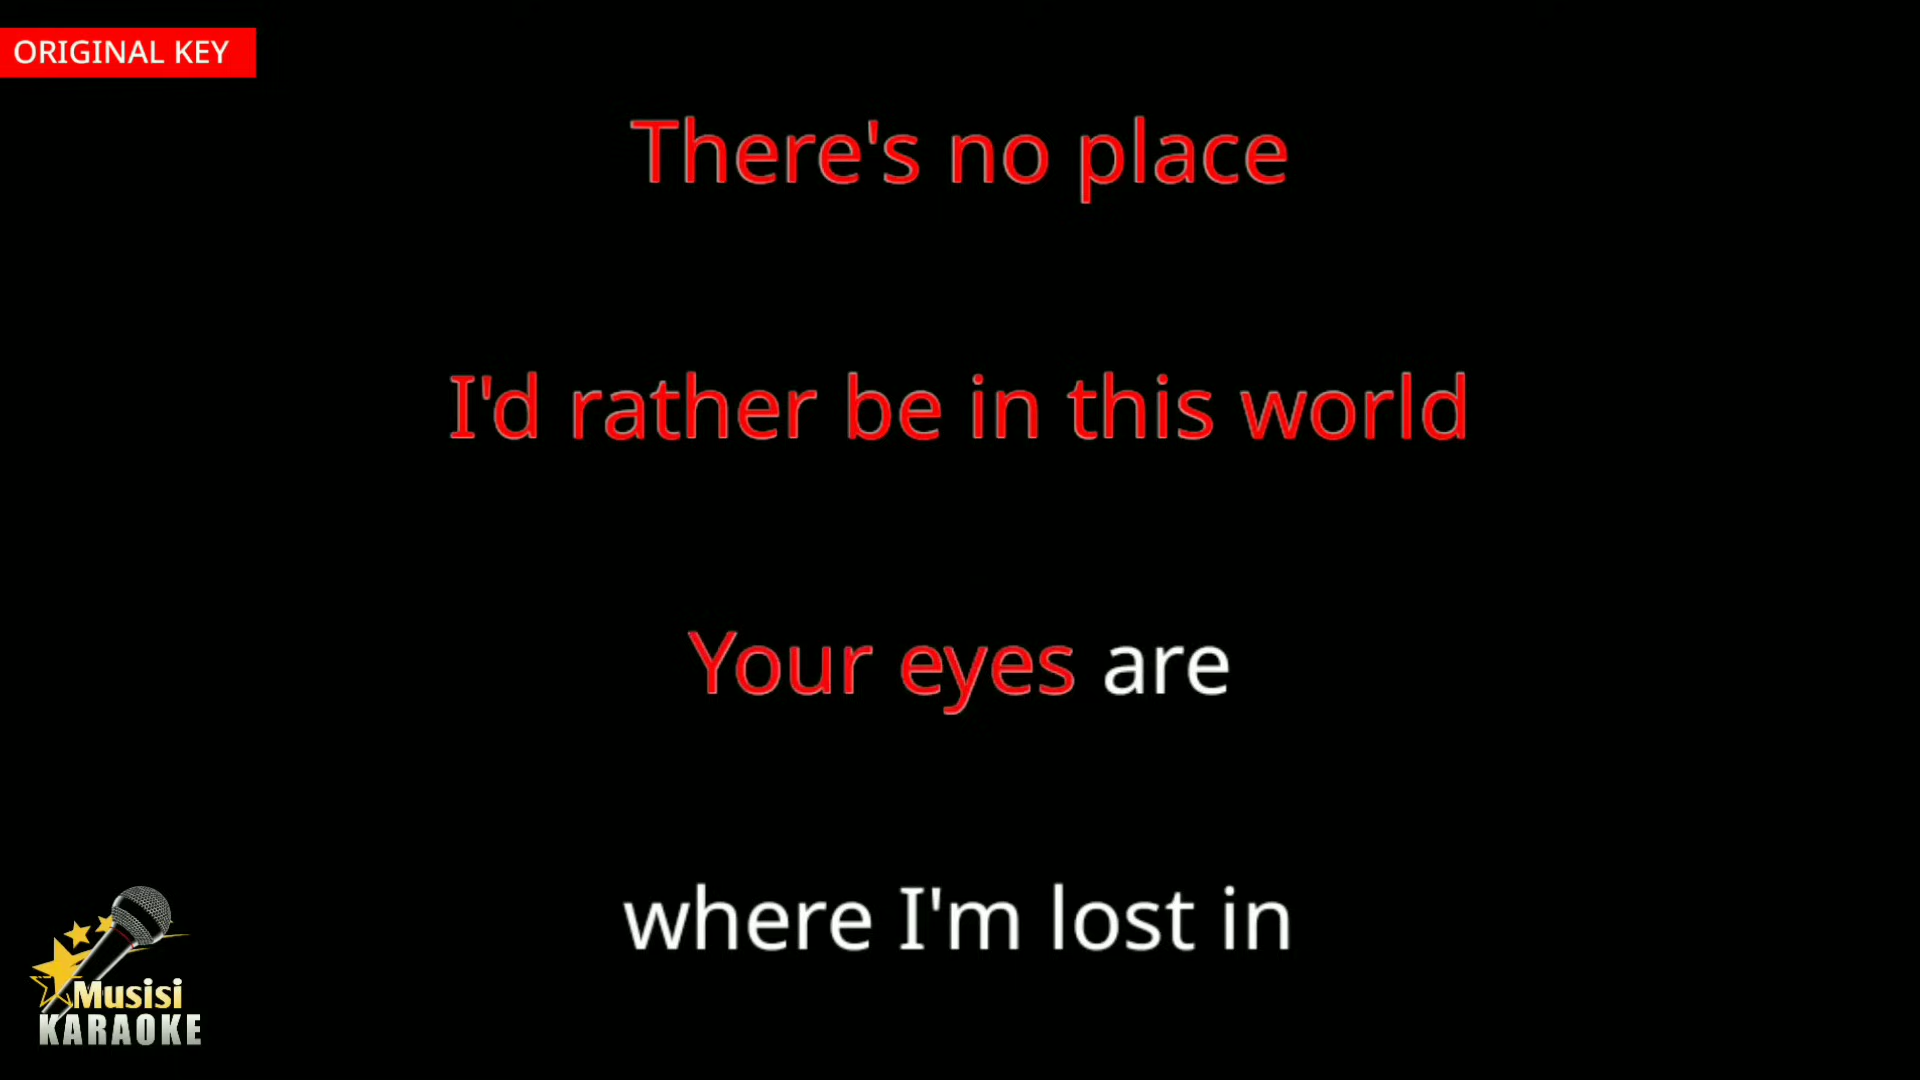 ORIGINAL KEY
There's no place
I'd rather be in this world
Your eyes are
where I'm lost in
Musisi
KARAOKE